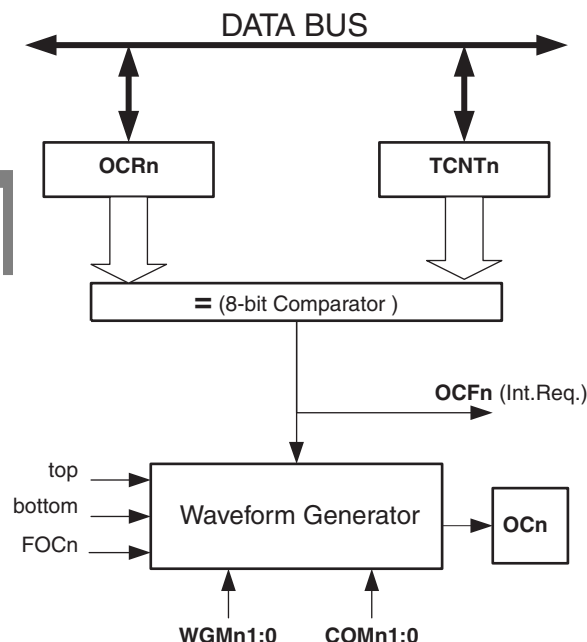 DATA BUS
OCRn
TCNTn
= (8-bit Comparator )
OCFn (Int.Req.)
top
bottom
FOCn
Waveform Generator
OCn
WGMn1:0
COMn1:0